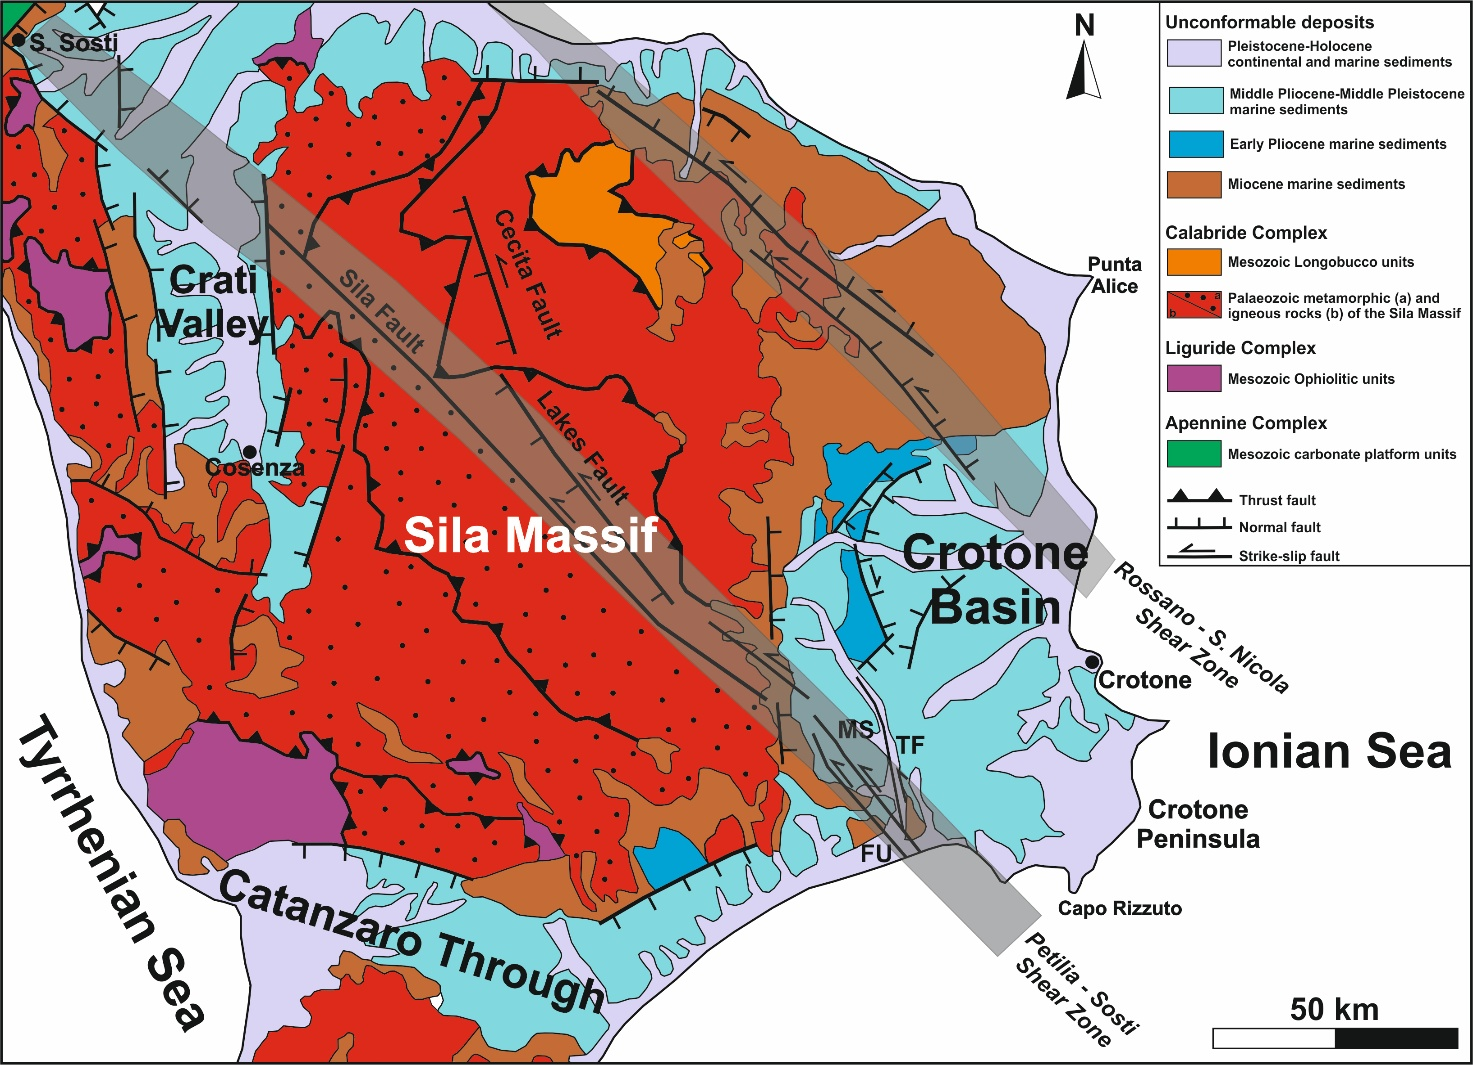 S. Sosti
N
Crati
Valley
Cosenza
Sila Fault
Cecita Fault
Lakes Fault
Sila Massif
Crotone
Basin
Punta
Alice
Rossano - S. Nicola
Shear Zone
Crotone
MS
TF
FU
Ionian Sea
Crotone
Peninsula
Capo Rizzuto
Petilia - Sosti
Shear Zone
Tyrrhenian Sea
Catanzaro Through
50 km
Unconformable deposits
Pleistocene-Holocene
continental and marine sediments
Middle Pliocene-Middle Pleistocene
marine sediments
Early Pliocene marine sediments
Miocene marine sediments
Calabride Complex
Mesozoic Longobucco units
a
b
Palaeozoic metamorphic (a) and
igneous rocks (b) of the Sila Massif
Liguride Complex
Mesozoic Ophiolitic units
Apennine Complex
Mesozoic carbonate platform units
Thrust fault
Normal fault
Strike-slip fault